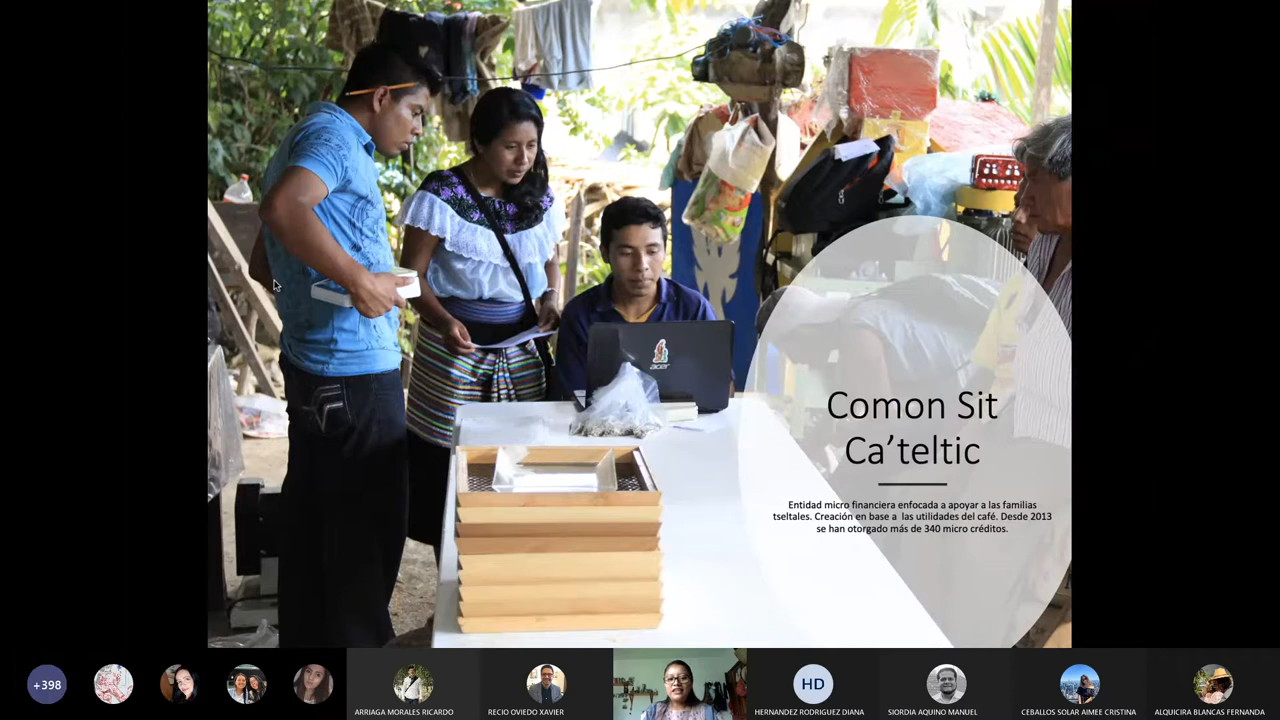 acer
Comon Sit
Ca’teltic
Entidad micro financiera enfocada a apoyar a las familias
tseltales. Creación en base a las utilidades del café. Desde 2013
se han otorgado más de 340 micro créditos.
+398
ARRIAGA MORALES RICARDO
RECIO OVIEDO XAVIER
HD
HERNANDEZ RODRIGUEZ DIANA
SIORDIA AQUINO MANUEL
CEBALLOS SOLAR AIMEE CRISTINA
ALQUICIRA BLANCAS FERNANDA